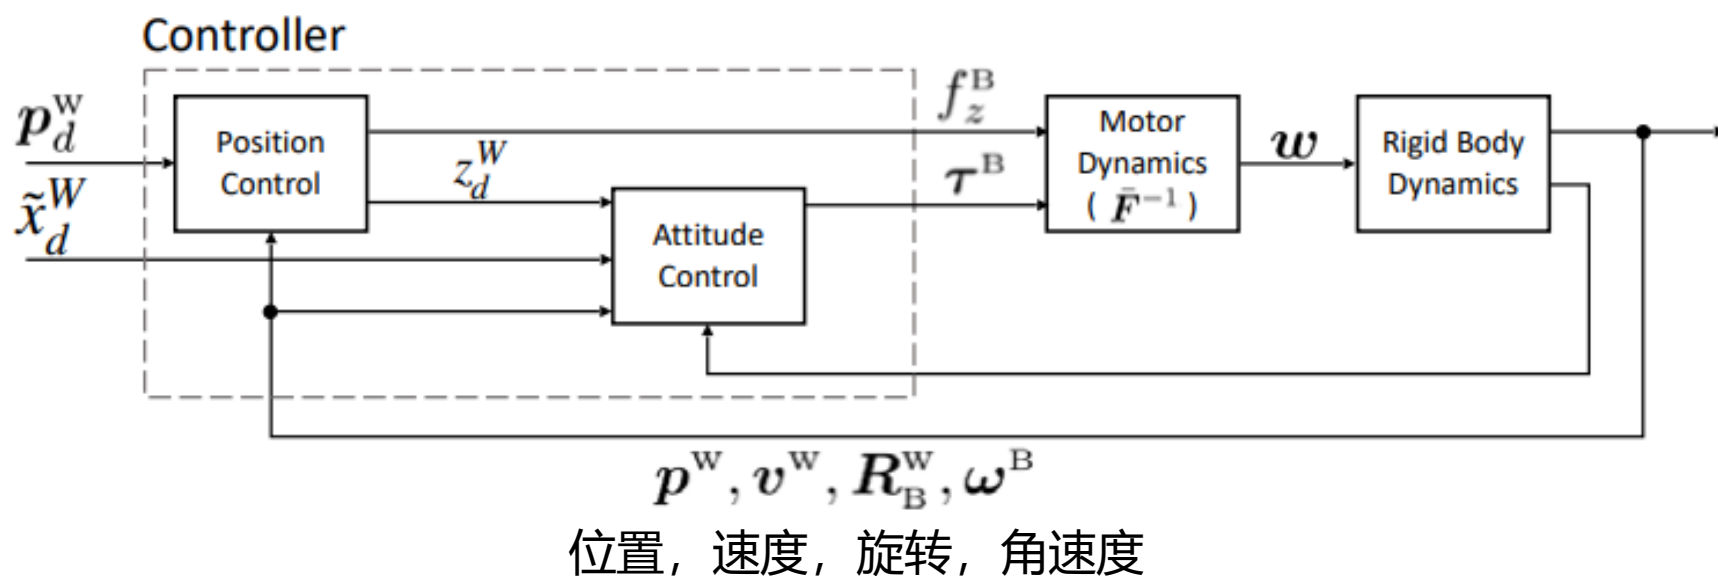 Controller
p_d^W
x̃_d^W
Position
Control
z_d^W
Attitude
Control
f_z^B
τ^B
Motor
Dynamics
( F̄^{-1} )
w
Rigid Body
Dynamics
p^W, v^W, R_B^W, ω^B
位置，速度，旋转，角速度